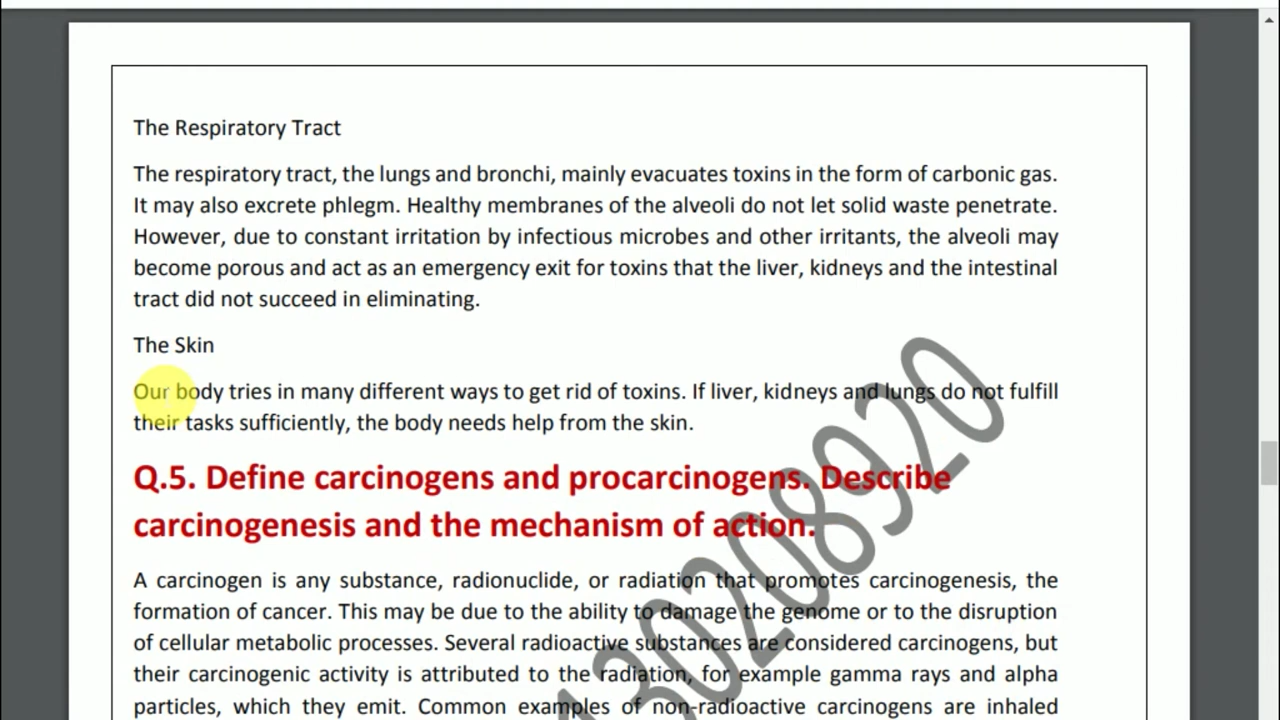 The Respiratory Tract
The respiratory tract, the lungs and bronchi, mainly evacuates toxins in the form of carbonic gas.
It may also excrete phlegm. Healthy membranes of the alveoli do not let solid waste penetrate.
However, due to constant irritation by infectious microbes and other irritants, the alveoli may
become porous and act as an emergency exit for toxins that the liver, kidneys and the intestinal
tract did not succeed in eliminating.
The Skin
Our body tries in many different ways to get rid of toxins. If liver, kidneys and lungs do not fulfill
their tasks sufficiently, the body needs help from the skin.
Q.5. Define carcinogens and procarcinogens. Describe
carcinogenesis and the mechanism of action.
A carcinogen is any substance, radionuclide, or radiation that promotes carcinogenesis, the
formation of cancer. This may be due to the ability to damage the genome or to the disruption
of cellular metabolic processes. Several radioactive substances are considered carcinogens, but
their carcinogenic activity is attributed to the radiation, for example gamma rays and alpha
particles, which they emit. Common examples of non-radioactive carcinogens are inhaled